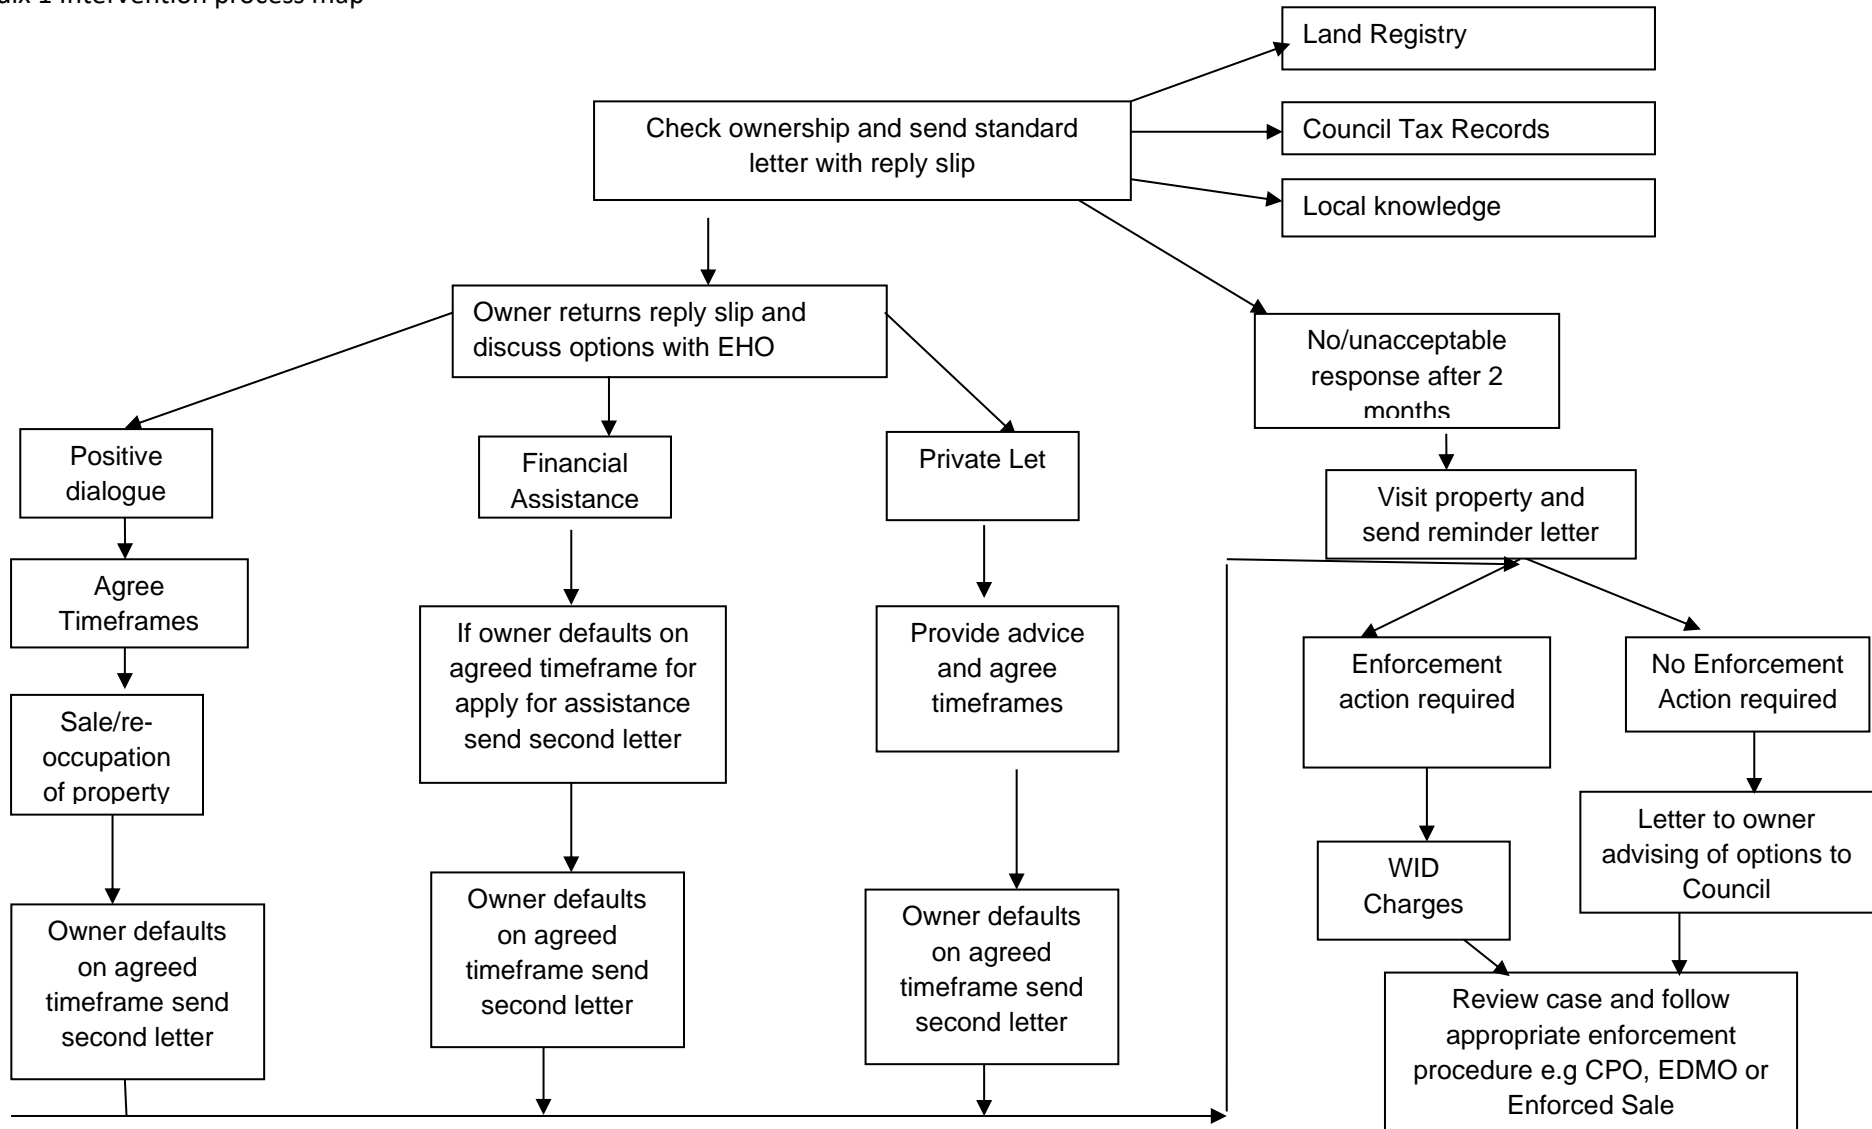 Land Registry
Check ownership and send standard
letter with reply slip
Council Tax Records
Local knowledge
Owner returns reply slip and
discuss options with EHO
No/unacceptable
response after 2
months
Positive
dialogue
Financial
Assistance
Private Let
Visit property and
send reminder letter
Agree
Timeframes
If owner defaults on
agreed timeframe for
apply for assistance
send second letter
Provide advice
and agree
timeframes
Enforcement
action required
No Enforcement
Action required
Sale/re-
occupation
of property
WID
Charges
Letter to owner
advising of options to
Council
Owner defaults
on agreed
timeframe send
second letter
Owner defaults
on agreed
timeframe send
second letter
Owner defaults
on agreed
timeframe send
second letter
Review case and follow
appropriate enforcement
procedure e.g CPO, EDMO or
Enforced Sale